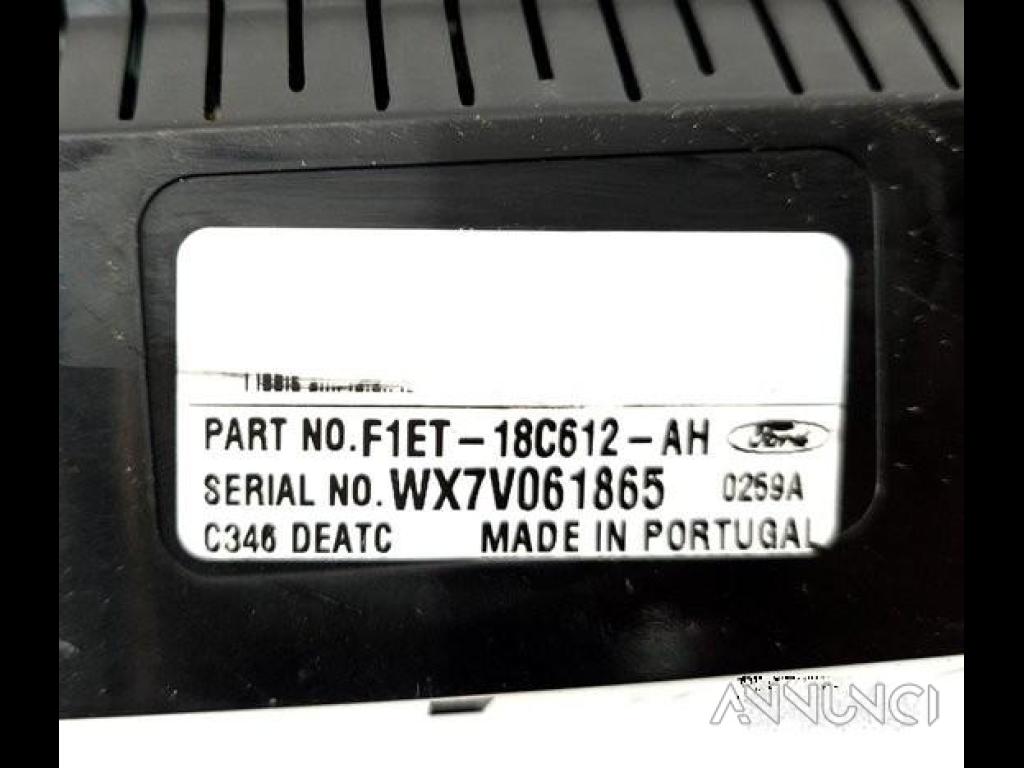 PART NO. F1ET-18C612-AH Ford
SERIAL NO. WX7V061865 0259A
C346 DEATC MADE IN PORTUGAL
ANNUNCI